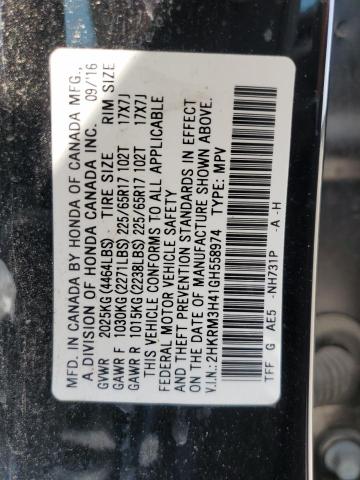 MFD. IN CANADA BY HONDA OF CANADA MFG.,
A DIVISION OF HONDA CANADA INC. 09/16
GVWR 2025KG (4464LBS) TIRE SIZE RIM SIZE
GAWR F 1030KG (2271LBS) 225/65R17 102T 17X7J
GAWR R 1015KG (2238LBS) 225/65R17 102T 17X7J
THIS VEHICLE CONFORMS TO ALL APPLICABLE
FEDERAL MOTOR VEHICLE SAFETY
AND THEFT PREVENTION STANDARDS IN EFFECT
ON THE DATE OF MANUFACTURE SHOWN ABOVE.
V.I.N.:2HKRM3H41GH558974 TYPE: MPV
TFF G AE5 -NH731P -A -H